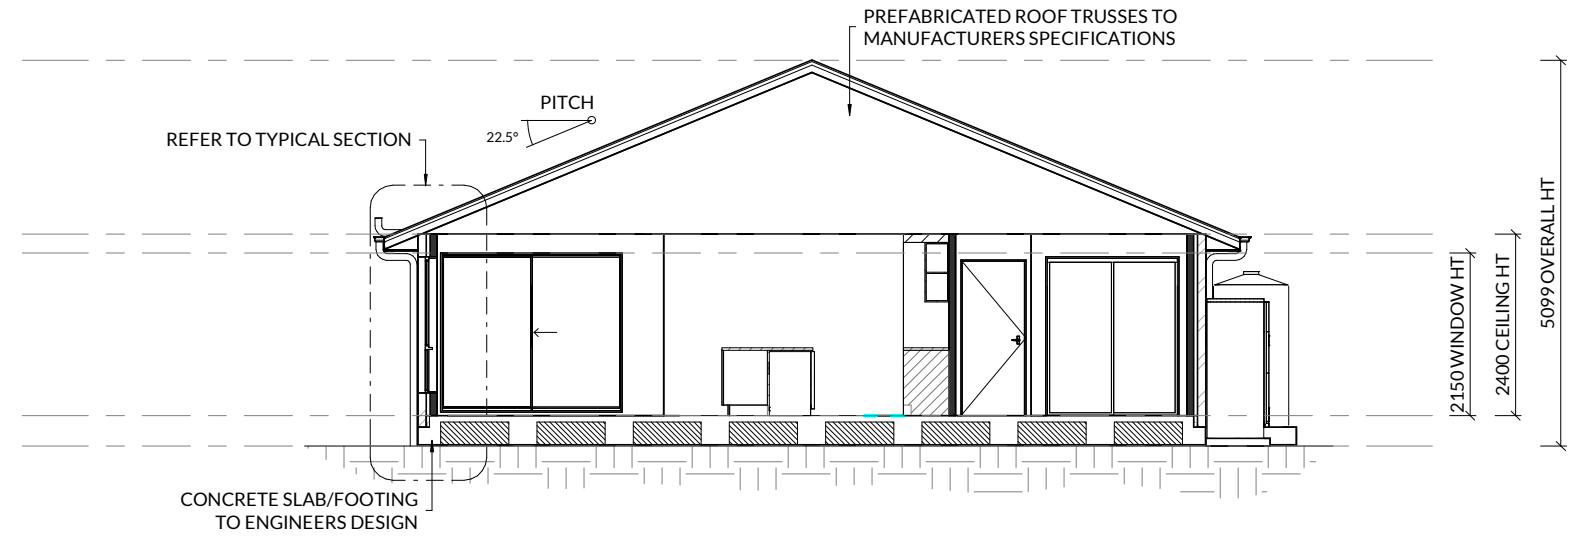 PREFABRICATED ROOF TRUSSES TO
MANUFACTURERS SPECIFICATIONS
PITCH
22.5°
REFER TO TYPICAL SECTION
2150 WINDOW HT
2400 CEILING HT
5099 OVERALL HT
CONCRETE SLAB/FOOTING
TO ENGINEERS DESIGN